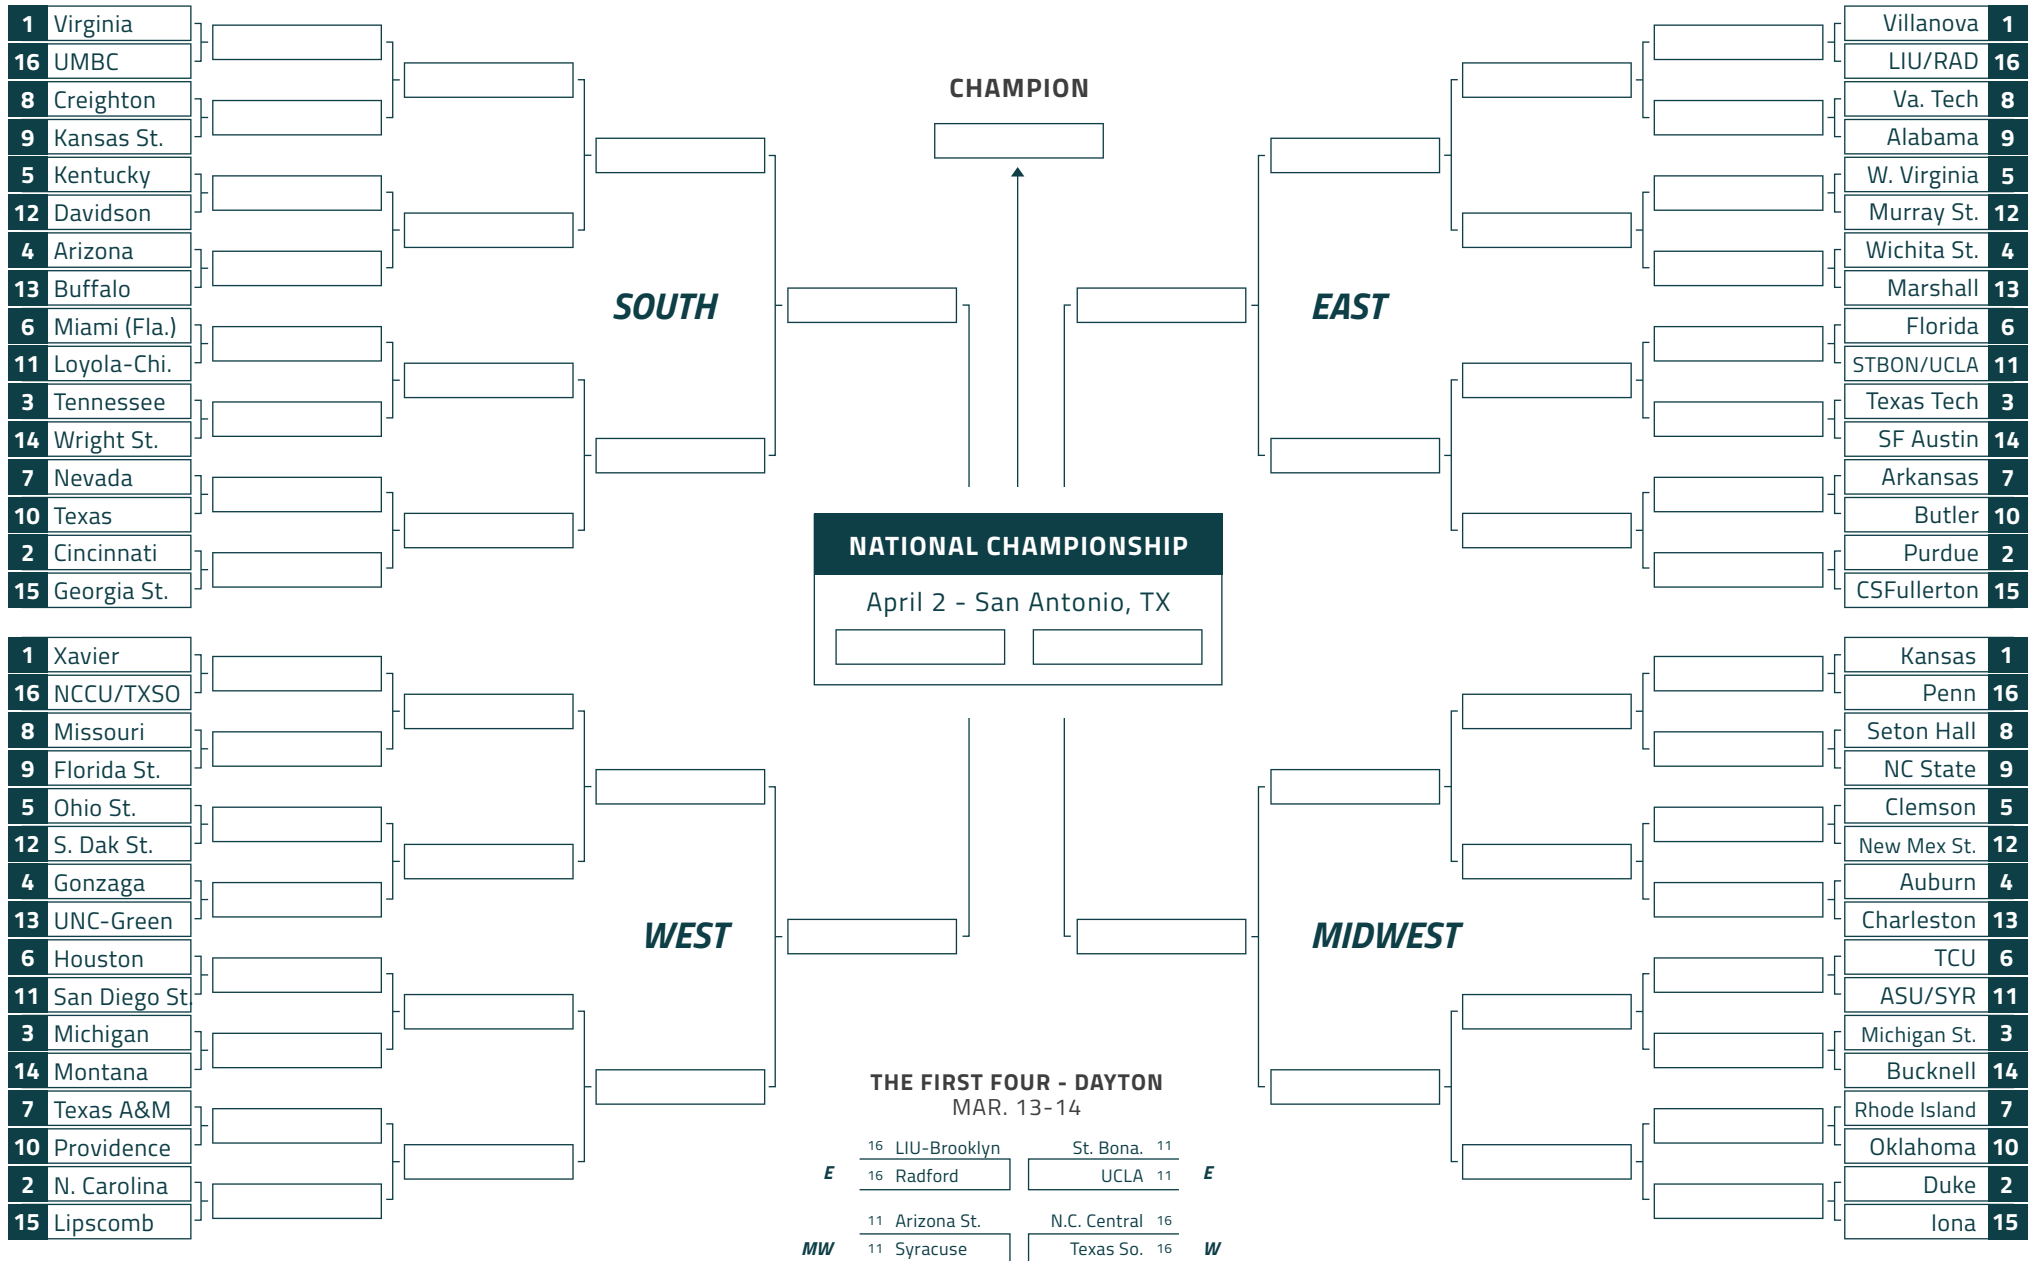 1 Virginia
16 UMBC
8 Creighton
9 Kansas St.
5 Kentucky
12 Davidson
4 Arizona
13 Buffalo
6 Miami (Fla.)
11 Loyola-Chi.
3 Tennessee
14 Wright St.
7 Nevada
10 Texas
2 Cincinnati
15 Georgia St.
SOUTH
1 Xavier
16 NCCU/TXSO
8 Missouri
9 Florida St.
5 Ohio St.
12 S. Dak St.
4 Gonzaga
13 UNC-Green
6 Houston
11 San Diego St.
3 Michigan
14 Montana
7 Texas A&M
10 Providence
2 N. Carolina
15 Lipscomb
WEST
CHAMPION
NATIONAL CHAMPIONSHIP
April 2 - San Antonio, TX
THE FIRST FOUR - DAYTON
MAR. 13-14
16 LIU-Brooklyn
E 16 Radford
St. Bona. 11
UCLA 11 E
11 Arizona St.
MW 11 Syracuse
N.C. Central 16
Texas So. 16 W
Villanova 1
LIU/RAD 16
Va. Tech 8
Alabama 9
W. Virginia 5
Murray St. 12
Wichita St. 4
Marshall 13
Florida 6
STBON/UCLA 11
Texas Tech 3
SF Austin 14
Arkansas 7
Butler 10
Purdue 2
CSFullerton 15
EAST
Kansas 1
Penn 16
Seton Hall 8
NC State 9
Clemson 5
New Mex St. 12
Auburn 4
Charleston 13
TCU 6
ASU/SYR 11
Michigan St. 3
Bucknell 14
Rhode Island 7
Oklahoma 10
Duke 2
Iona 15
MIDWEST